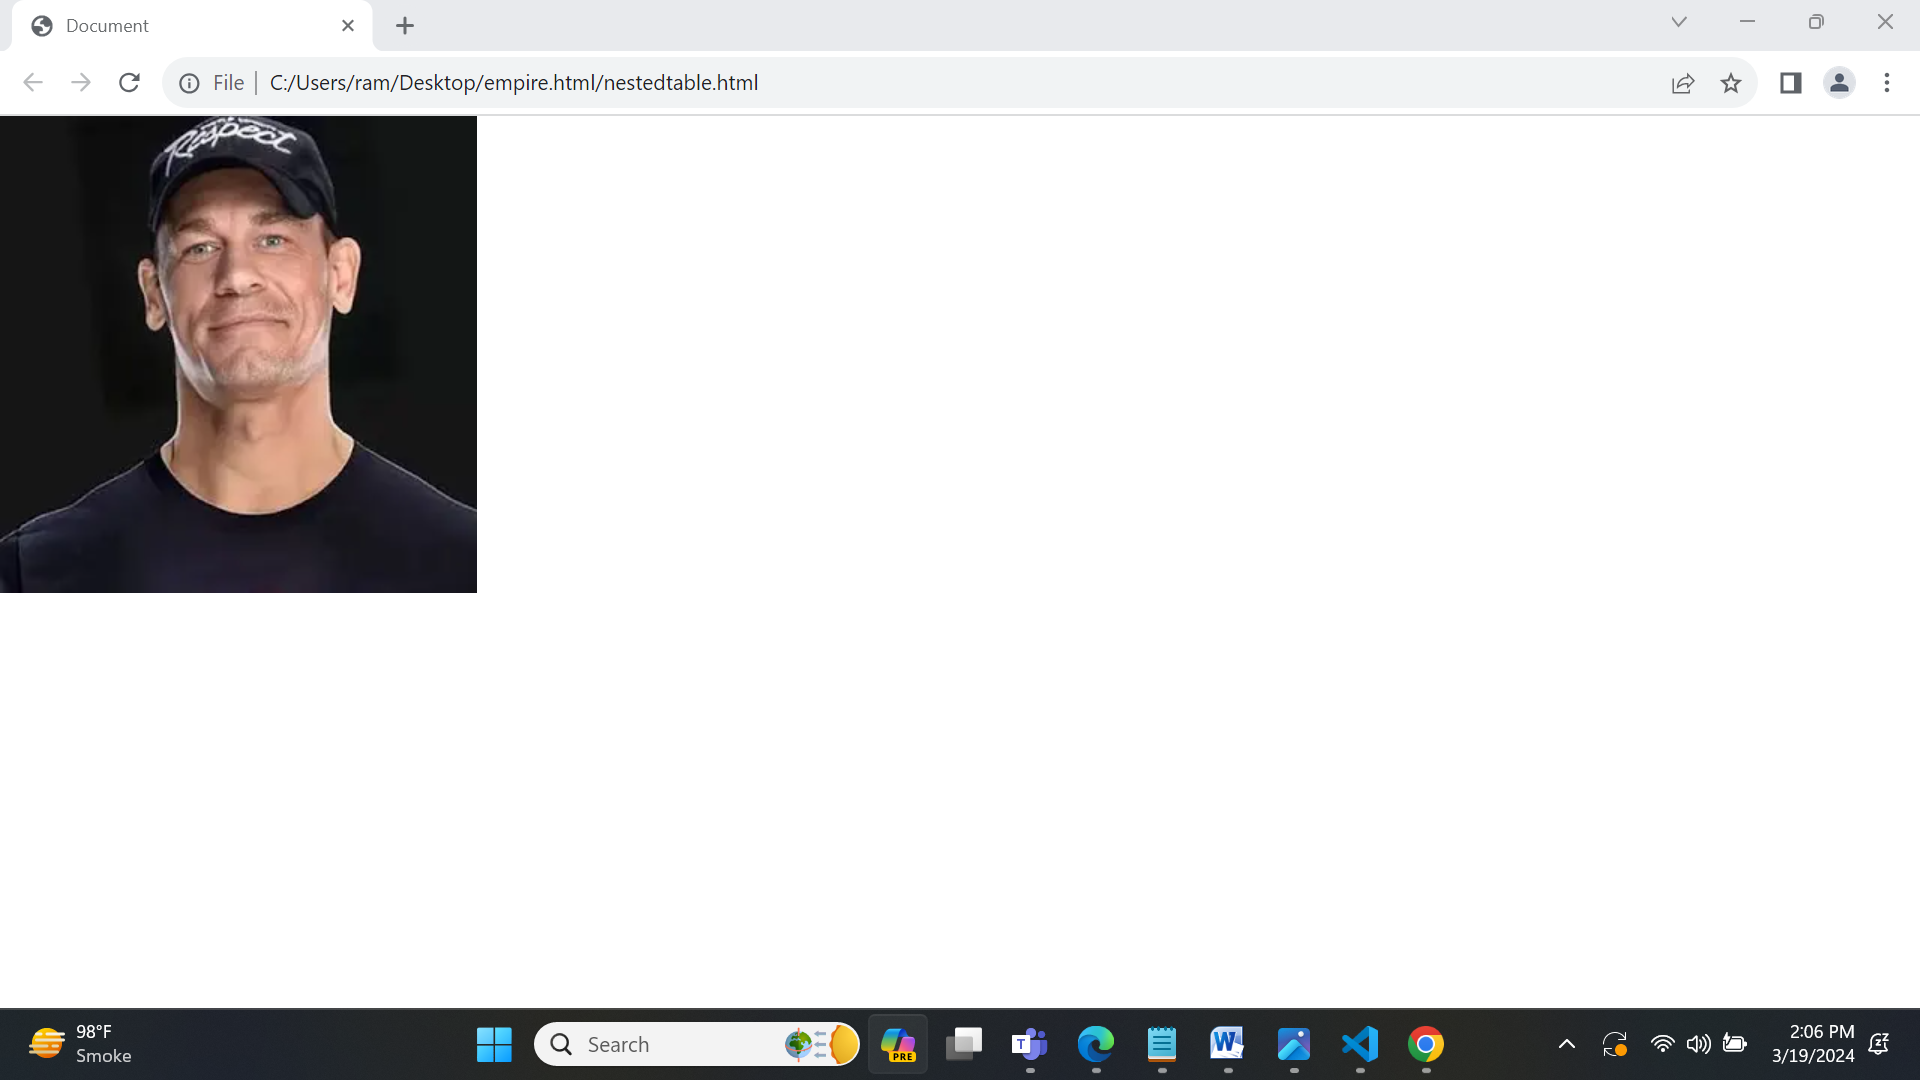 Document
File
C:/Users/ram/Desktop/empire.html/nestedtable.html
Respect
98°F
Smoke
Search
PRE
T
W
2:06 PM
3/19/2024